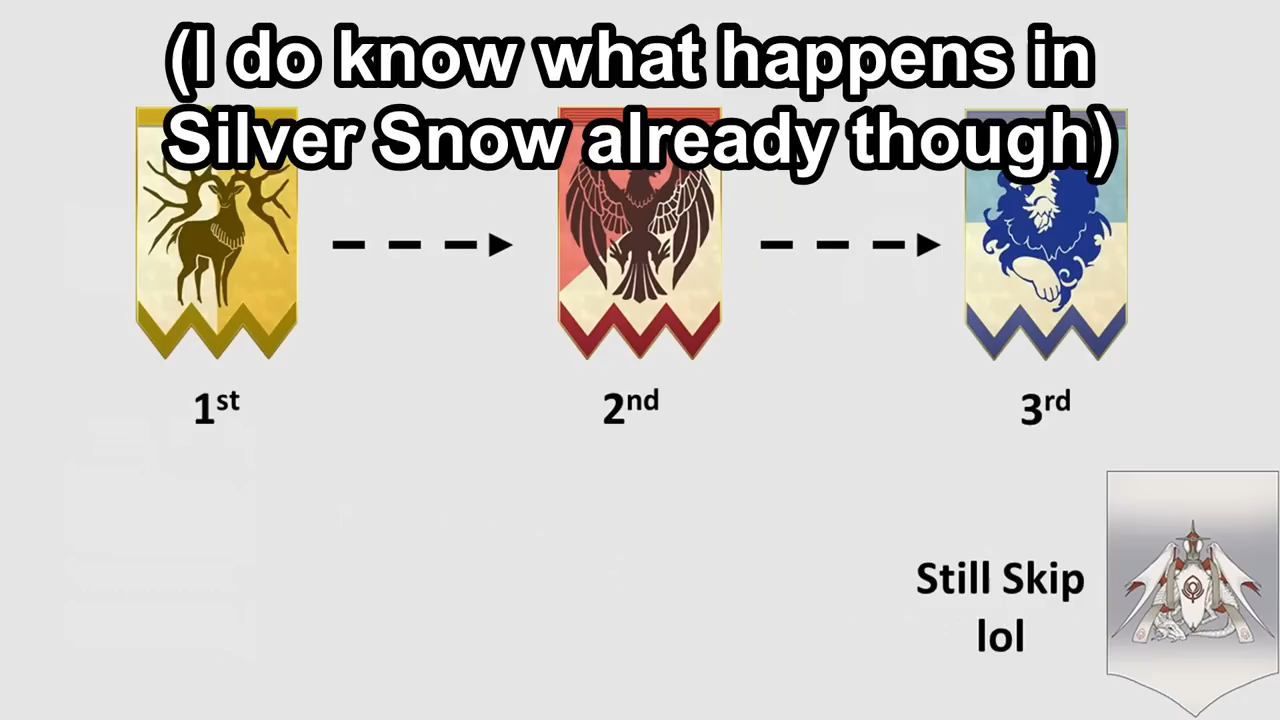 (I do know what happens in
Silver Snow already though)
1st
2nd
3rd
Still Skip
lol